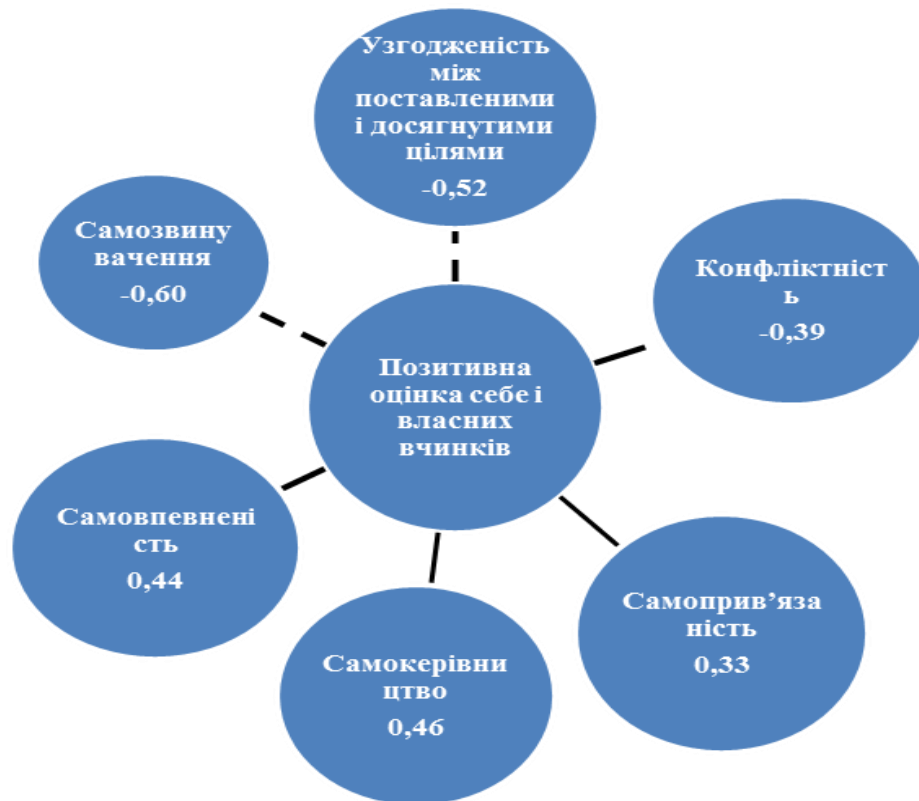 Узгодженість
між
поставленими
і досягнутими
цілями
-0,52
Самозвину
вачення
-0,60
Конфліктніст
ь
-0,39
Позитивна
оцінка себе і
власних
вчинків
Самовпевнені
сть
0,44
Самоприв’яза
ність
0,33
Самокерівни
цтво
0,46